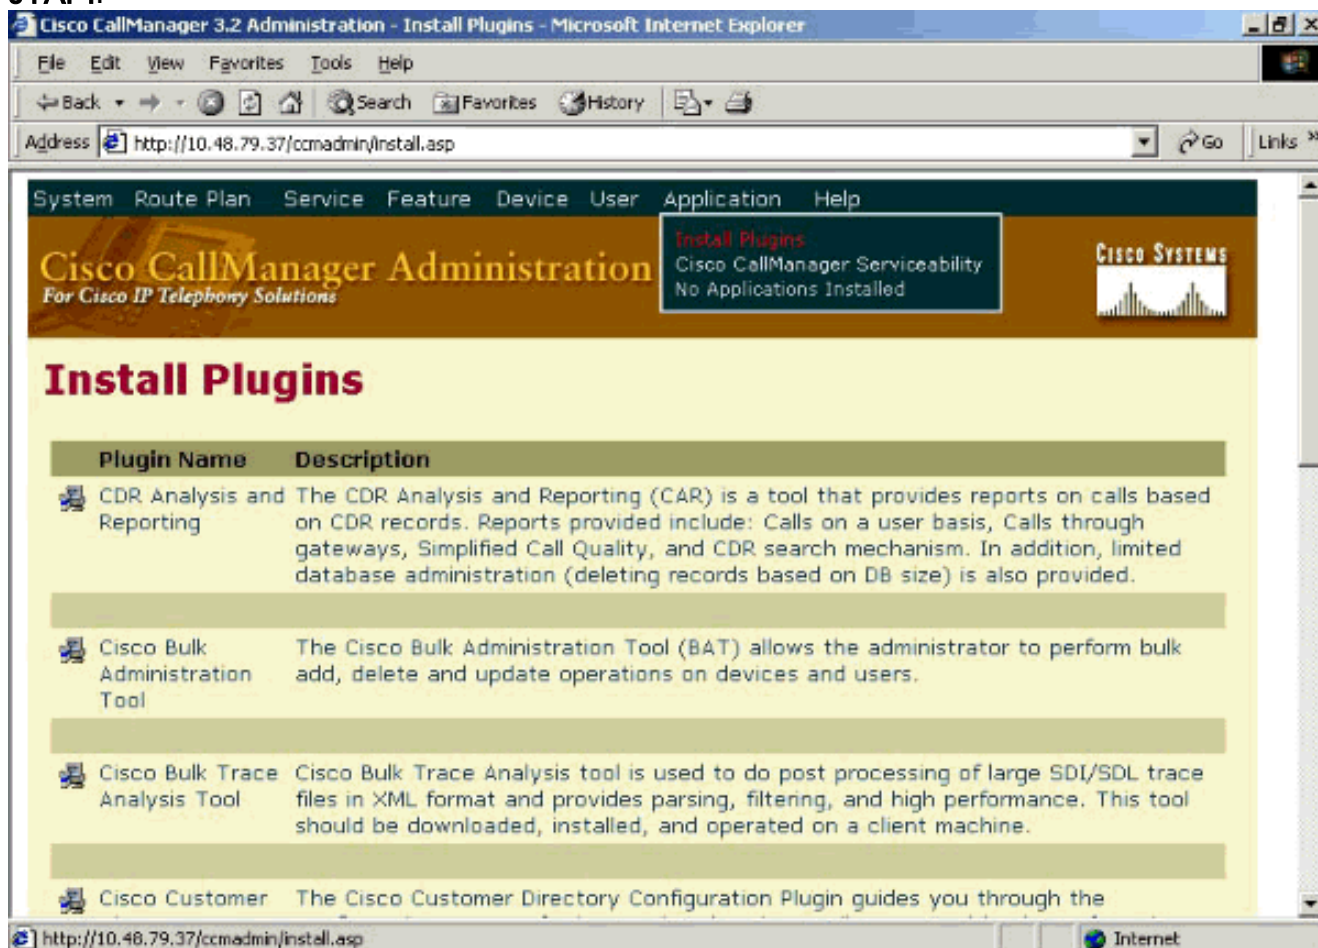 Cisco CallManager 3.2 Administration - Install Plugins - Microsoft Internet Explorer
File Edit View Favorites Tools Help
Back Search Favorites History
Address http://10.48.79.37/ccmadmin/install.asp Go Links »
System Route Plan Service Feature Device User Application Help
Install Plugins
Cisco CallManager Serviceability
No Applications Installed
Cisco CallManager Administration
For Cisco IP Telephony Solutions
CISCO SYSTEMS
Install Plugins
Plugin Name Description
CDR Analysis and The CDR Analysis and Reporting (CAR) is a tool that provides reports on calls based
Reporting on CDR records. Reports provided include: Calls on a user basis, Calls through
gateways, Simplified Call Quality, and CDR search mechanism. In addition, limited
database administration (deleting records based on DB size) is also provided.
Cisco Bulk The Cisco Bulk Administration Tool (BAT) allows the administrator to perform bulk
Administration add, delete and update operations on devices and users.
Tool
Cisco Bulk Trace Cisco Bulk Trace Analysis tool is used to do post processing of large SDI/SDL trace
Analysis Tool files in XML format and provides parsing, filtering, and high performance. This tool
should be downloaded, installed, and operated on a client machine.
Cisco Customer The Cisco Customer Directory Configuration Plugin guides you through the
http://10.48.79.37/ccmadmin/install.asp Internet